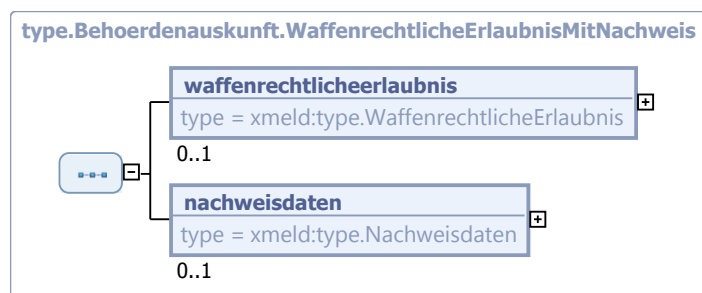 type.Behoerdenauskunft.WaffenrechtlicheErlaubnisMitNachweis
waffenrechtlicheerlaubnis
type = xmeld:type.WaffenrechtlicheErlaubnis
0..1
nachweisdaten
type = xmeld:type.Nachweisdaten
0..1